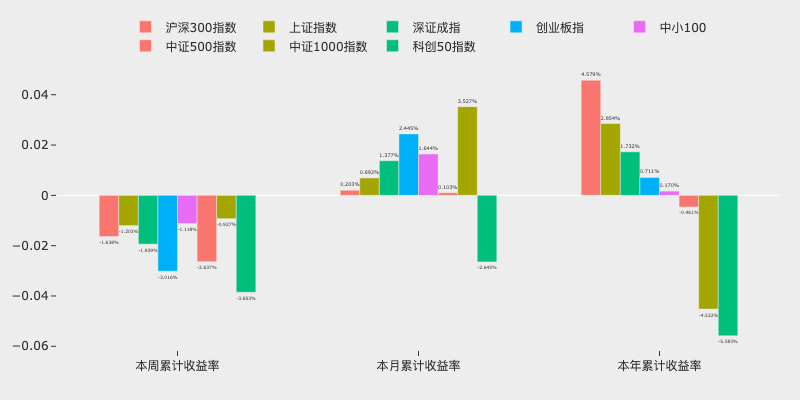 沪深300指数 上证指数 深证成指 创业板指 中小100
中证500指数 中证1000指数 科创50指数
4.579%
0.04
3.527%
2.854%
2.445%
0.02
1.377% 1.644% 1.732%
0.692% 0.711%
0.203% 0.103% 0.170%
0
-1.638% -1.203% -1.939% -3.016% -1.118% -2.637% -0.927% -3.853%
-2.645%
-0.461% -4.522% -5.583%
−0.02
−0.04
−0.06
本周累计收益率 本月累计收益率 本年累计收益率